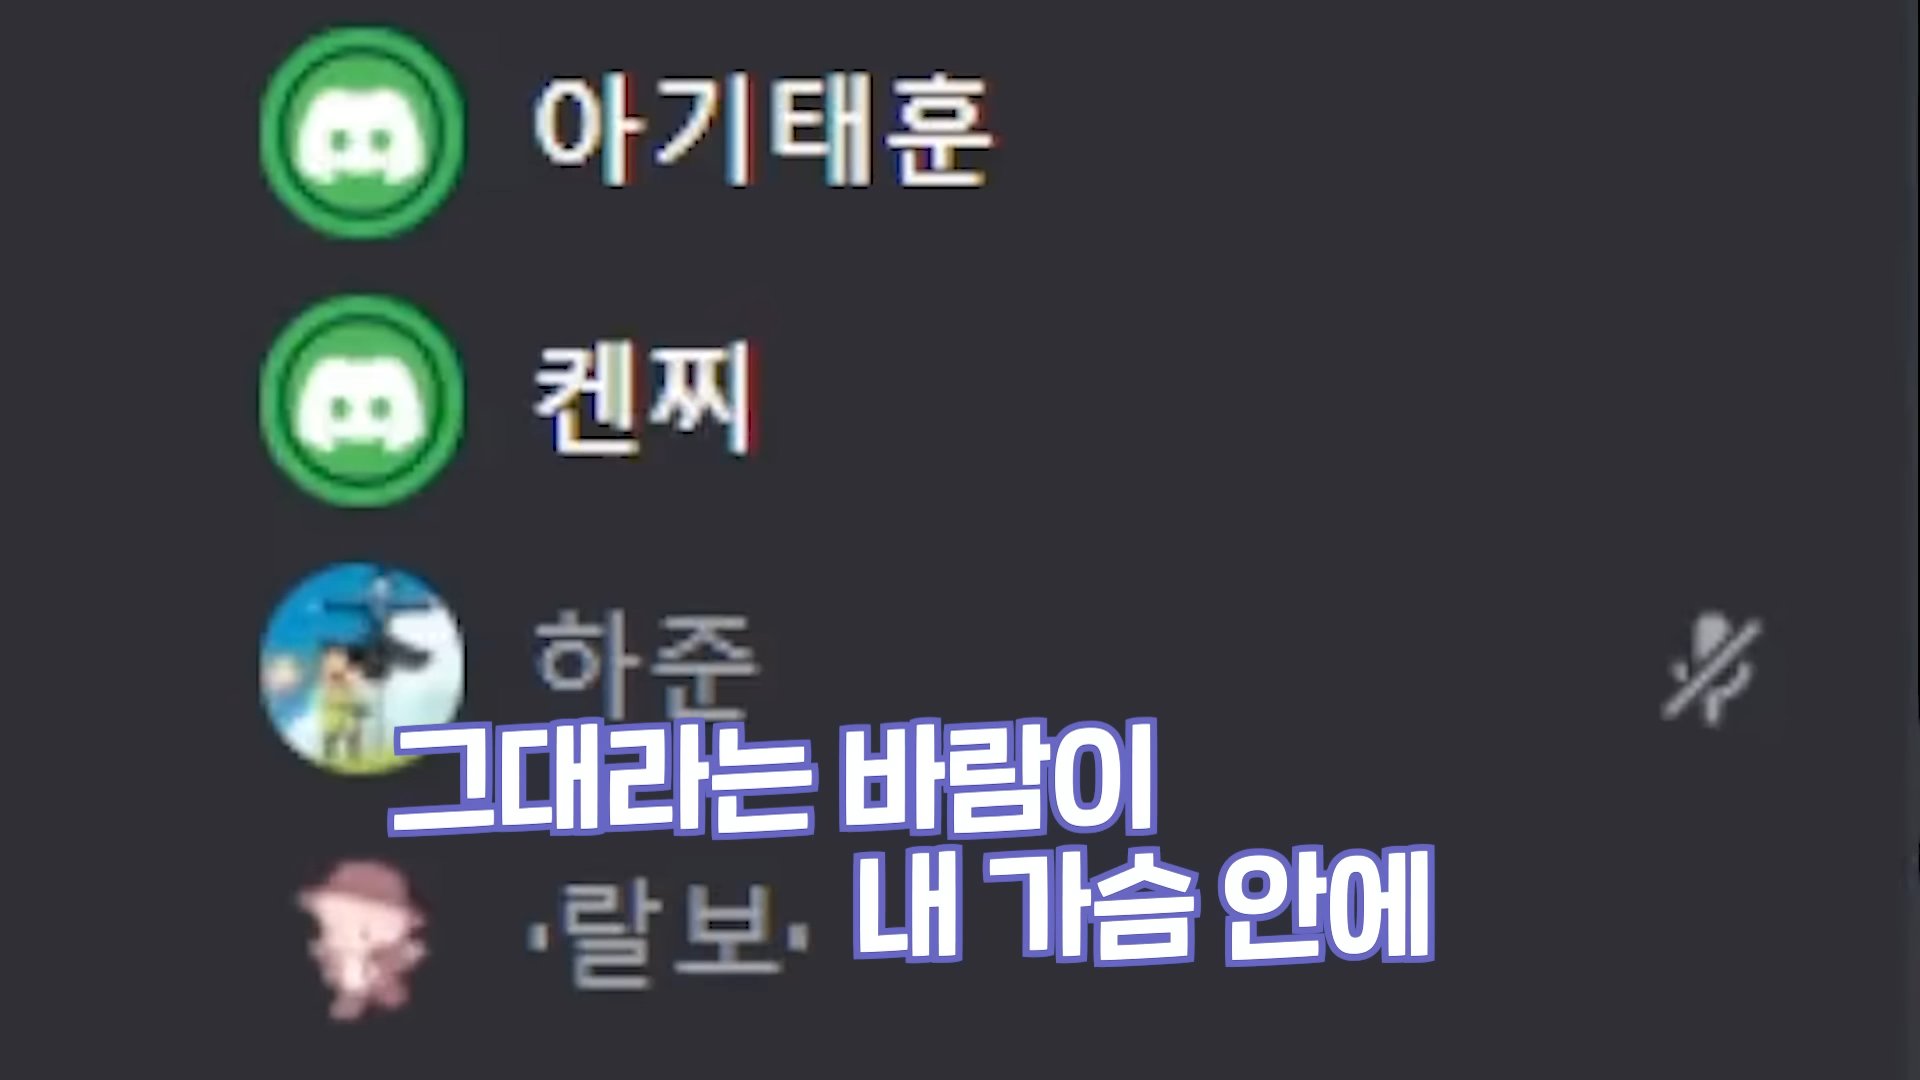 아기태훈
켄찌
하준
그대라는 바람이
·랄보·
내 가슴 안에